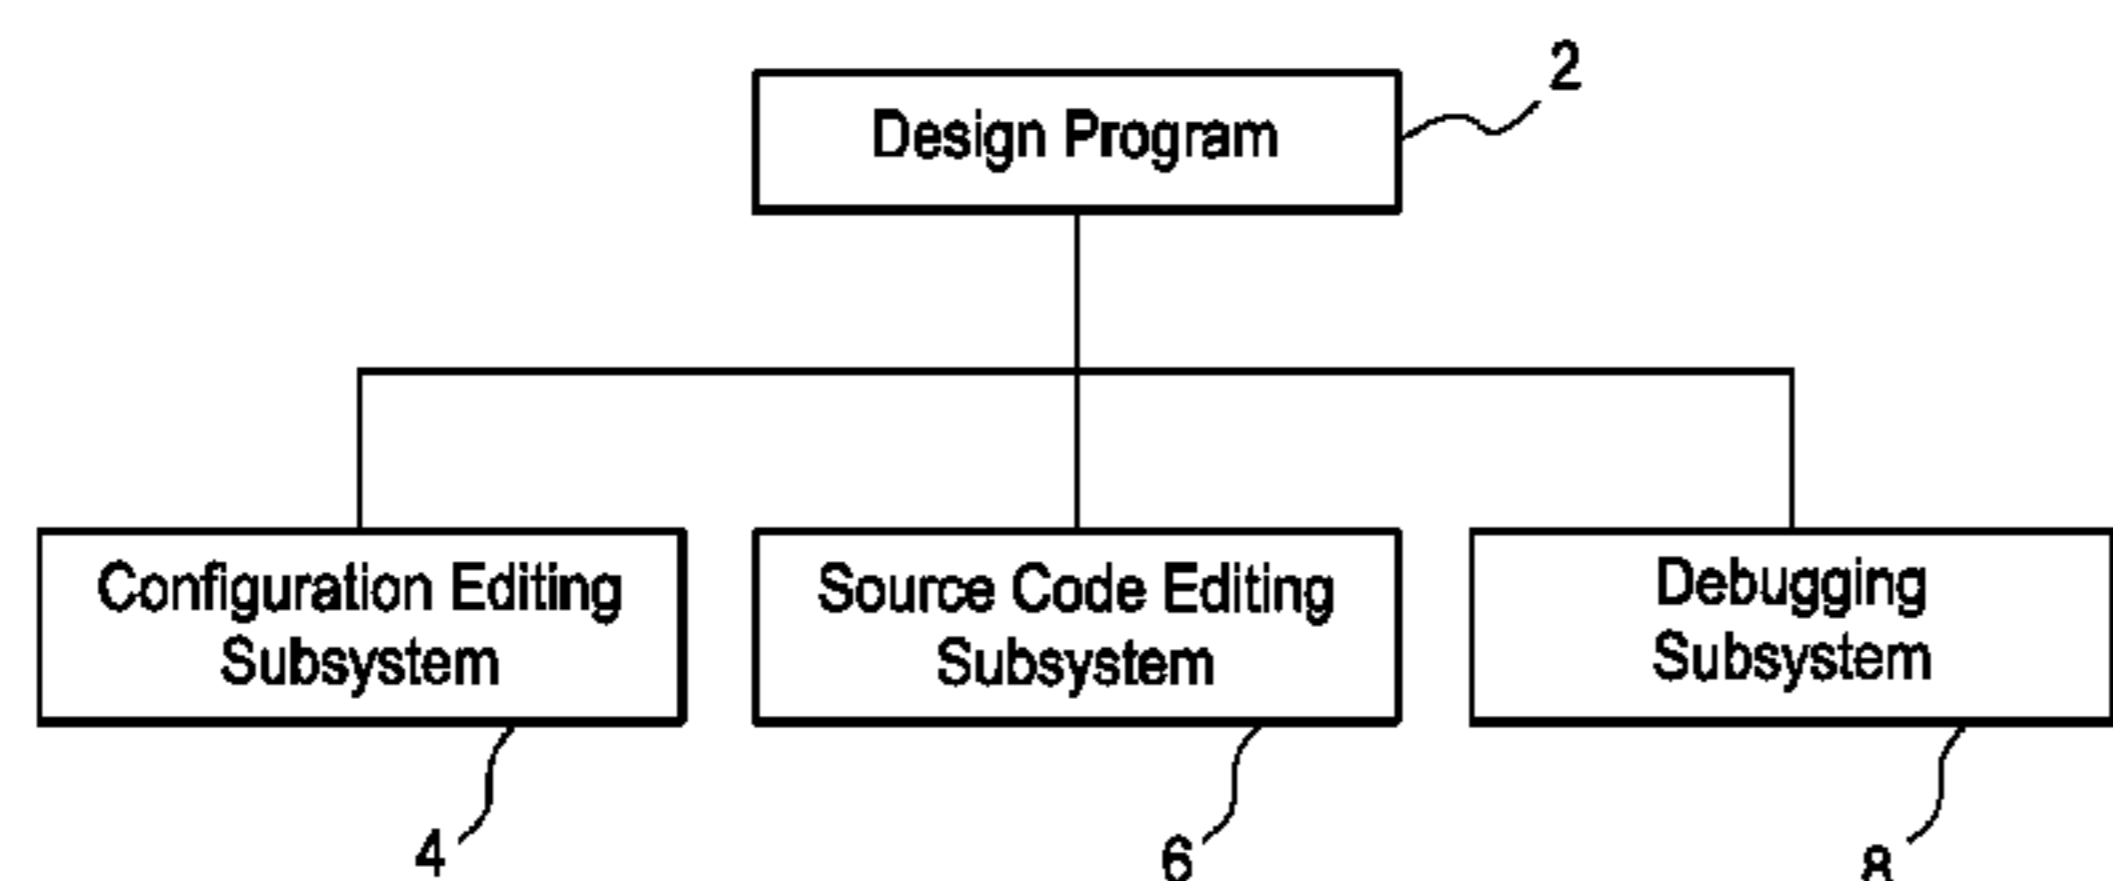 2
Design Program
Configuration Editing
Subsystem
Source Code Editing
Subsystem
Debugging
Subsystem
4
6
8